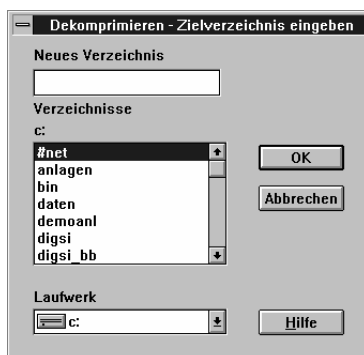 Dekomprimieren - Zielverzeichnis eingeben
Neues Verzeichnis
Verzeichnisse
c:
#net
anlagen
bin
daten
demoanl
digsi
digsi_bb
OK
Abbrechen
Laufwerk
c:
Hilfe